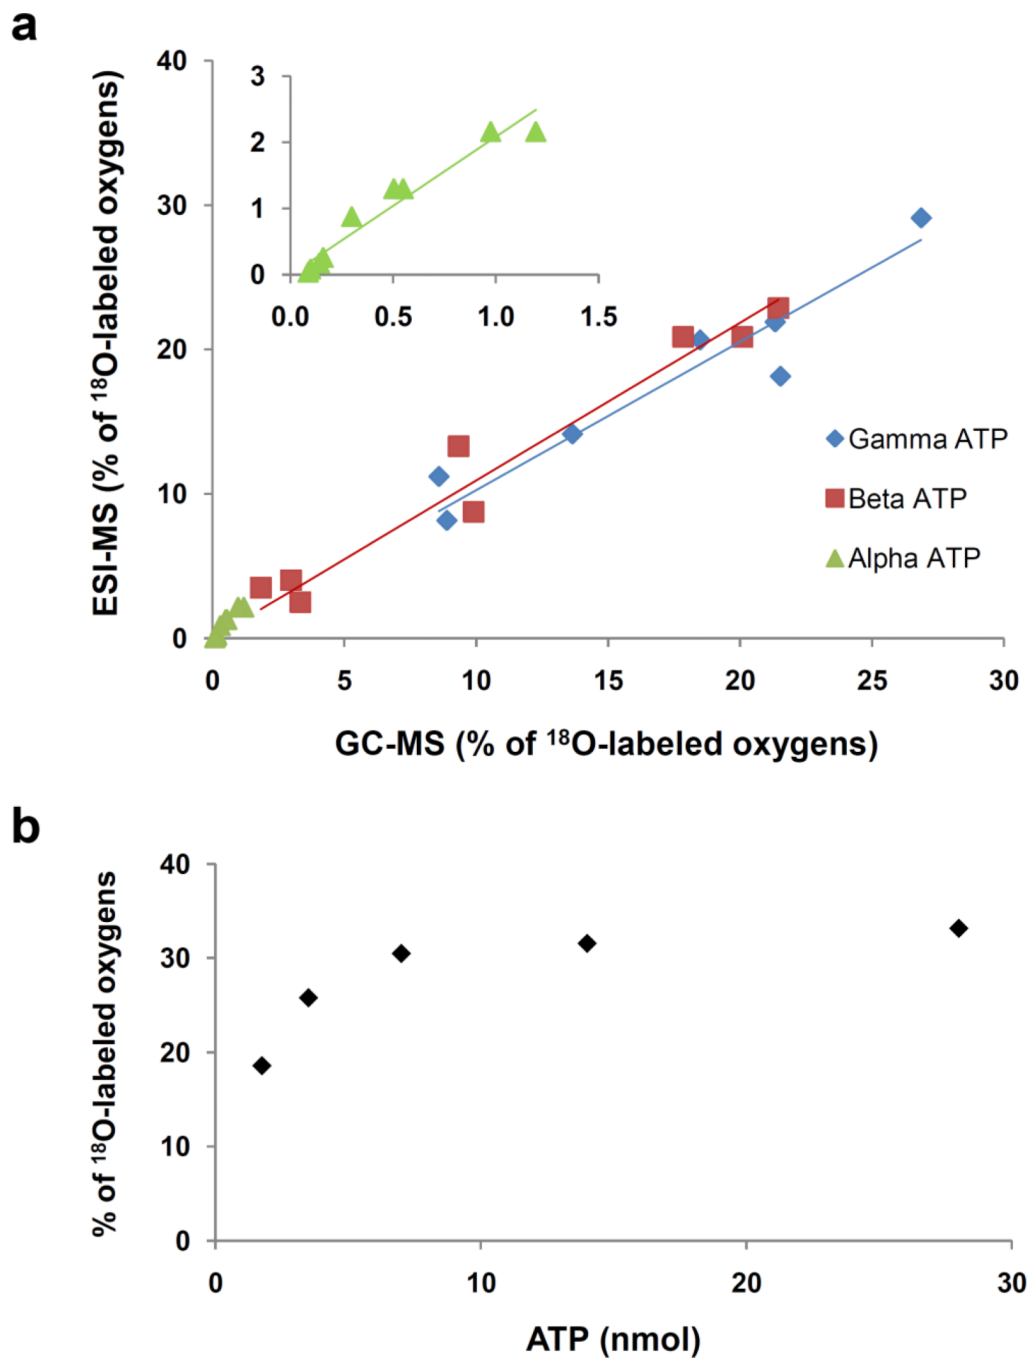 a
ESI-MS (% of ¹⁸O-labeled oxygens)
40
30
20
10
0
3
2
1
0
0.0 0.5 1.0 1.5
Gamma ATP
Beta ATP
Alpha ATP
0 5 10 15 20 25 30
GC-MS (% of ¹⁸O-labeled oxygens)
b
% of ¹⁸O-labeled oxygens
40
30
20
10
0
0 10 20 30
ATP (nmol)